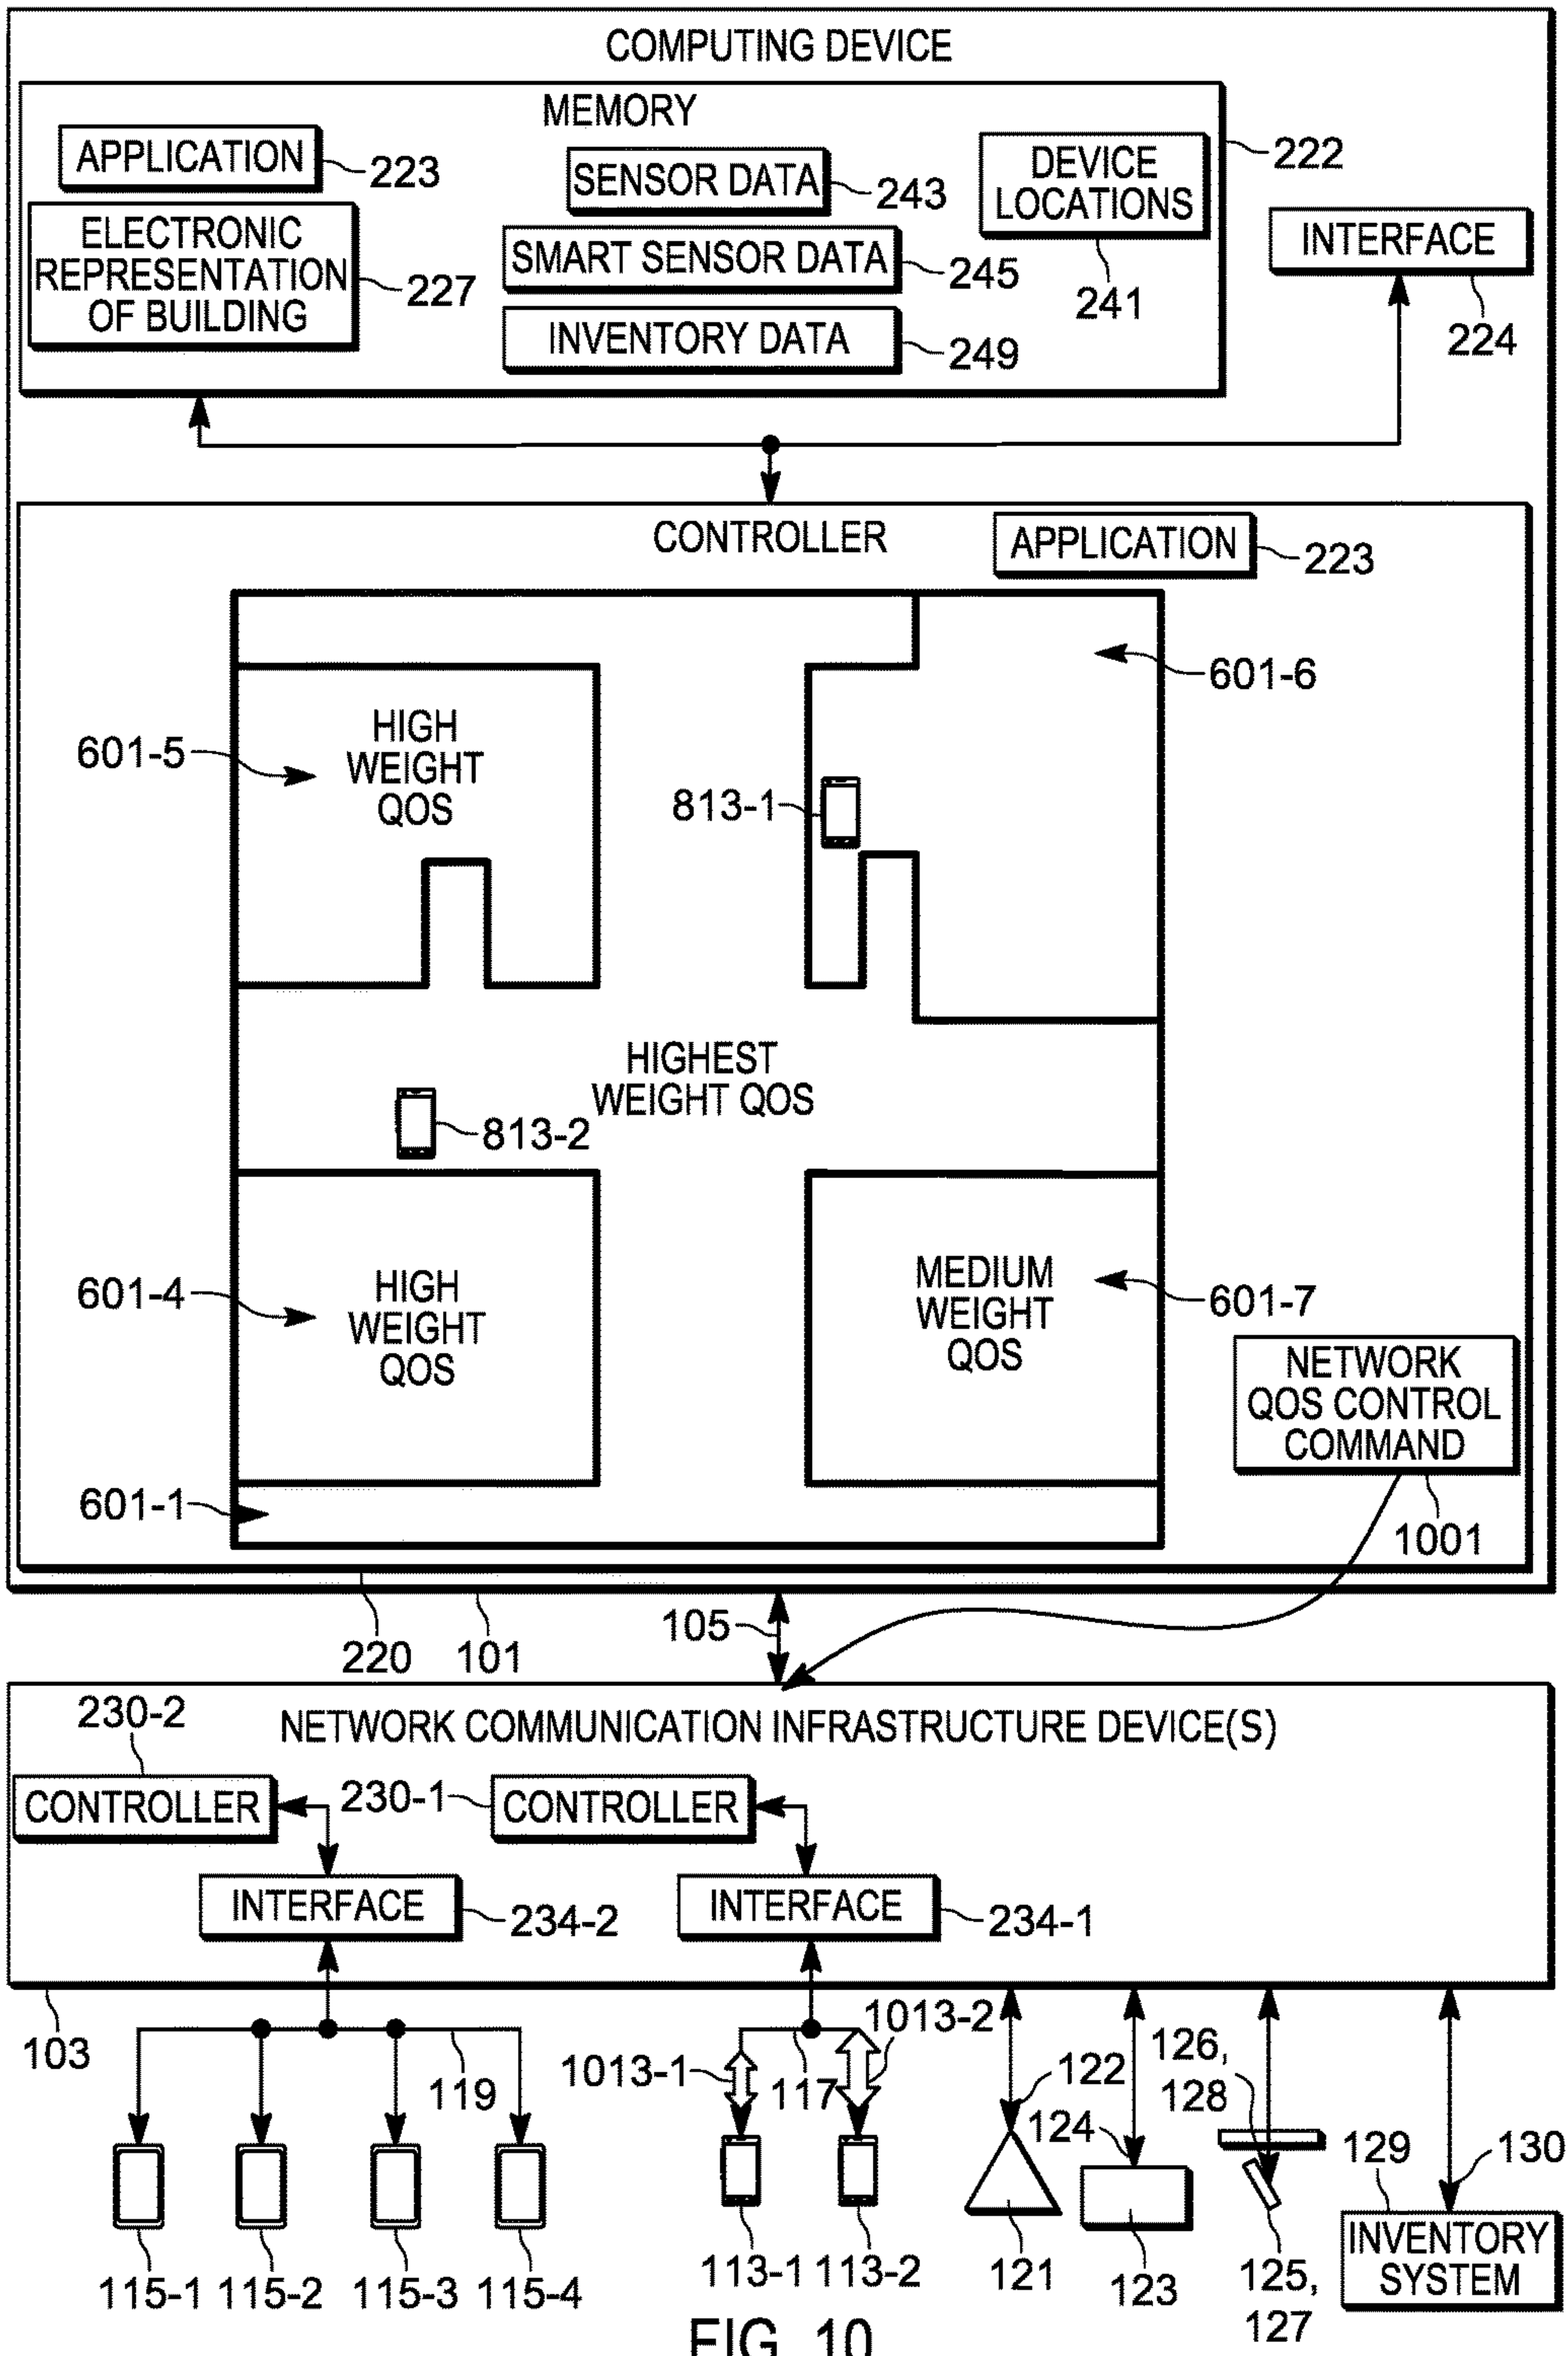 COMPUTING DEVICE
MEMORY
APPLICATION
223
SENSOR DATA
243
DEVICE
LOCATIONS
241
222
ELECTRONIC
REPRESENTATION
OF BUILDING
227
SMART SENSOR DATA
245
INVENTORY DATA
249
INTERFACE
224
CONTROLLER
APPLICATION
223
601-6
HIGH
WEIGHT
QOS
601-5
813-1
HIGHEST
WEIGHT QOS
813-2
HIGH
WEIGHT
QOS
601-4
MEDIUM
WEIGHT
QOS
601-7
NETWORK
QOS CONTROL
COMMAND
1001
601-1
220
101
105
NETWORK COMMUNICATION INFRASTRUCTURE DEVICE(S)
230-2
CONTROLLER
230-1
CONTROLLER
INTERFACE
234-2
INTERFACE
234-1
103
119
1013-1
117
1013-2
122
124
126,
128
129
130
INVENTORY
SYSTEM
115-1
115-2
115-3
115-4
113-1
113-2
121
123
125,
127
FIG. 10